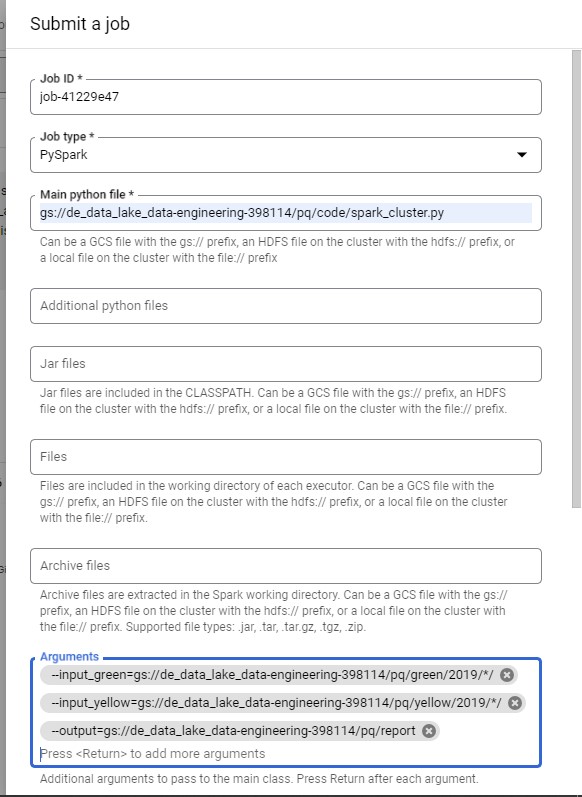 Submit a job
Job ID *
job-41229e47
Job type *
PySpark
Main python file *
gs://de_data_lake_data-engineering-398114/pq/code/spark_cluster.py
Can be a GCS file with the gs:// prefix, an HDFS file on the cluster with the hdfs:// prefix, or
a local file on the cluster with the file:// prefix
Additional python files
Jar files
Jar files are included in the CLASSPATH. Can be a GCS file with the gs:// prefix, an HDFS
file on the cluster with the hdfs:// prefix, or a local file on the cluster with the file:// prefix.
Files
Files are included in the working directory of each executor. Can be a GCS file with the
gs:// prefix, an HDFS file on the cluster with the hdfs:// prefix, or a local file on the cluster
with the file:// prefix.
Archive files
Archive files are extracted in the Spark working directory. Can be a GCS file with the gs://
prefix, an HDFS file on the cluster with the hdfs:// prefix, or a local file on the cluster with
the file:// prefix. Supported file types: .jar, .tar, .tar.gz, .tgz, .zip.
Arguments
--input_green=gs://de_data_lake_data-engineering-398114/pq/green/2019/*/
--input_yellow=gs://de_data_lake_data-engineering-398114/pq/yellow/2019/*/
--output=gs://de_data_lake_data-engineering-398114/pq/report
Press <Return> to add more arguments
Additional arguments to pass to the main class. Press Return after each argument.